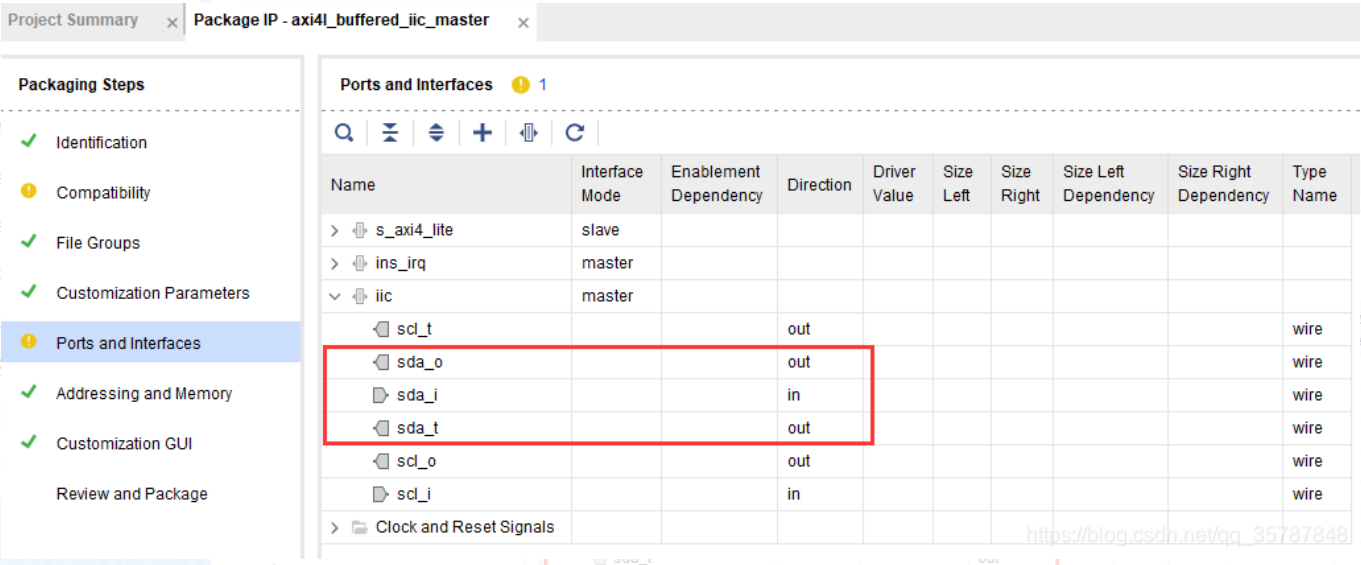 Project Summary × Package IP - axi4l_buffered_iic_master ×
Packaging Steps
Identification
Compatibility
File Groups
Customization Parameters
Ports and Interfaces
Addressing and Memory
Customization GUI
Review and Package
Ports and Interfaces 1
Name Interface Mode Enablement Dependency Direction Driver Value Size Left Size Right Size Left Dependency Size Right Dependency Type Name
s_axi4_lite slave
ins_irq master
iic master
scl_t out wire
sda_o out wire
sda_i in wire
sda_t out wire
scl_o out wire
scl_i in wire
Clock and Reset Signals
https://blog.csdn.net/qq_35787848